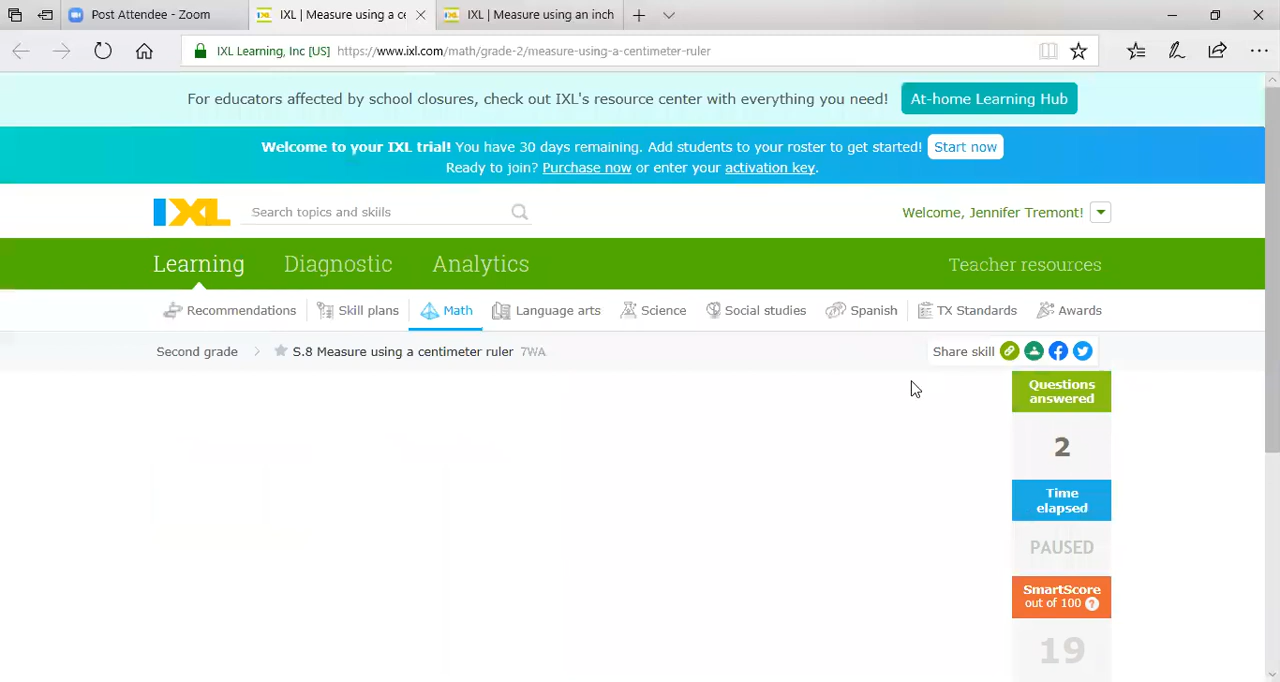 Post Attendee - Zoom
IXL | Measure using a ce
IXL | Measure using an inch
IXL Learning, Inc [US] https://www.ixl.com/math/grade-2/measure-using-a-centimeter-ruler
For educators affected by school closures, check out IXL's resource center with everything you need! At-home Learning Hub
Welcome to your IXL trial! You have 30 days remaining. Add students to your roster to get started! Start now
Ready to join? Purchase now or enter your activation key.
IXL Search topics and skills Welcome, Jennifer Tremont!
Learning Diagnostic Analytics Teacher resources
Recommendations Skill plans Math Language arts Science Social studies Spanish TX Standards Awards
Second grade > S.8 Measure using a centimeter ruler 7WA Share skill
Questions
answered
2
Time
elapsed
PAUSED
SmartScore
out of 100 ?
19